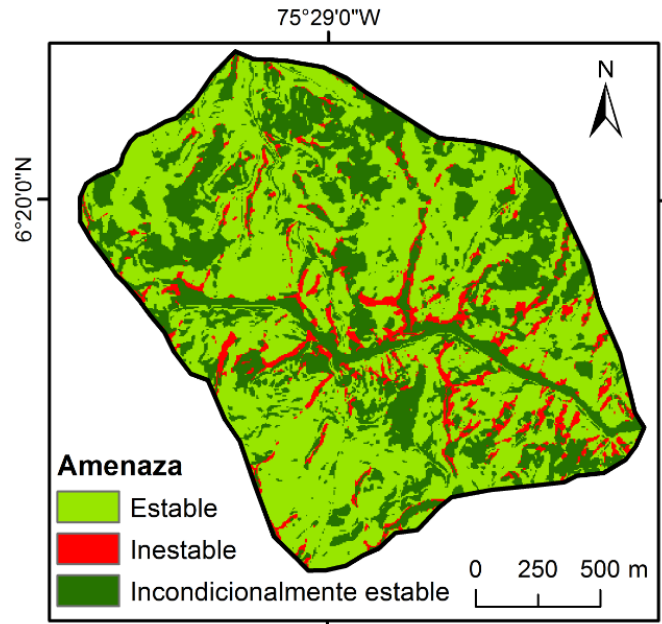 75°29'0"W
N
6°20'0"N
Amenaza
Estable
Inestable
Incondicionalmente estable
0 250 500 m